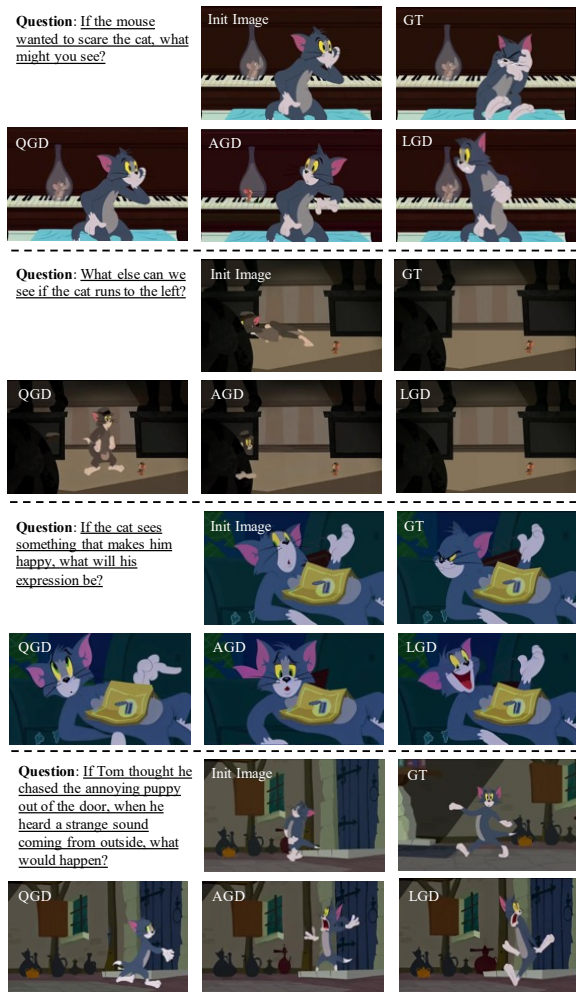 Question: If the mouse
wanted to scare the cat, what
might you see?
Init Image
GT
QGD
AGD
LGD
Question: What else can we
see if the cat runs to the left?
Init Image
GT
QGD
AGD
LGD
Question: If the cat sees
something that makes him
happy, what will his
expression be?
Init Image
GT
QGD
AGD
LGD
Question: If Tom thought he
chased the annoying puppy
out of the door, when he
heard a strange sound
coming from outside, what
would happen?
Init Image
GT
QGD
AGD
LGD